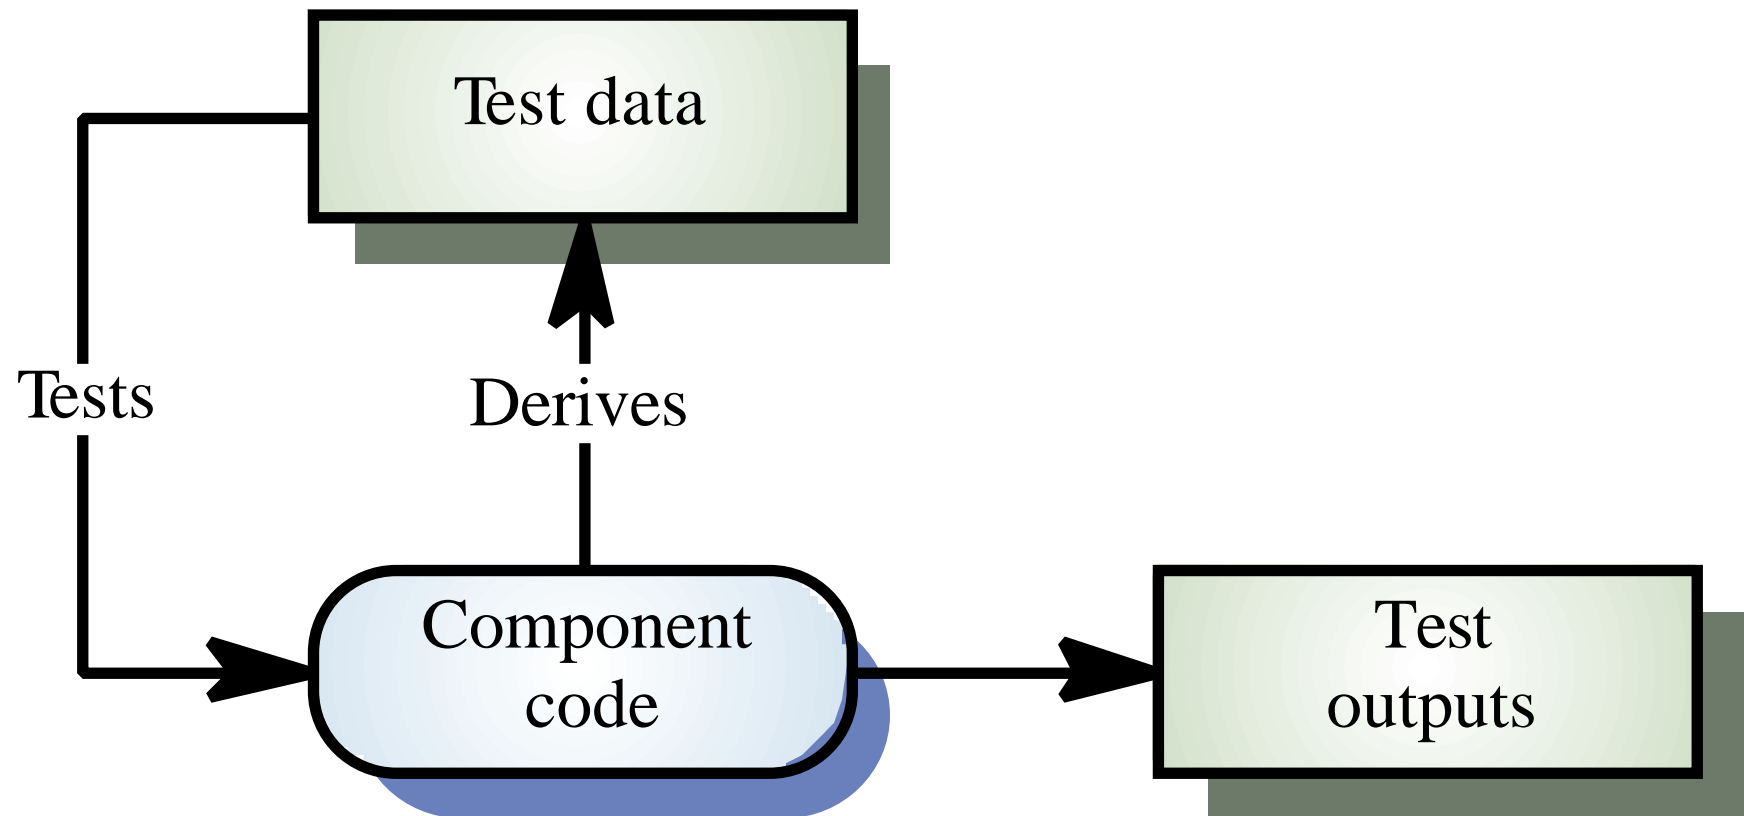 Test data
Tests
Derives
Component
code
Test
outputs